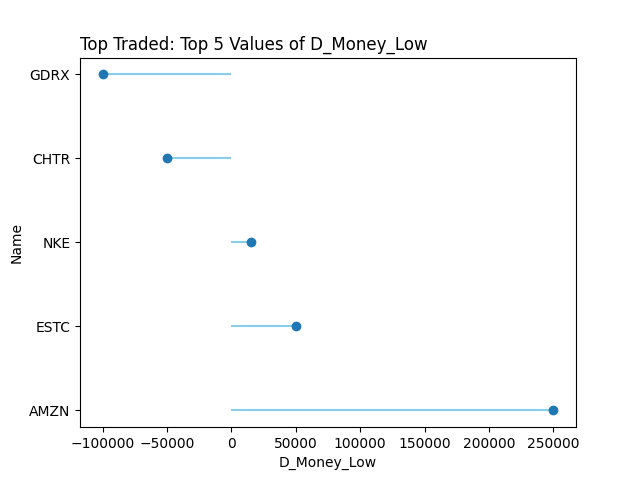 Top Traded: Top 5 Values of D_Money_Low
GDRX
CHTR
NKE
ESTC
AMZN
Name
−100000 −50000 0 50000 100000 150000 200000 250000
D_Money_Low